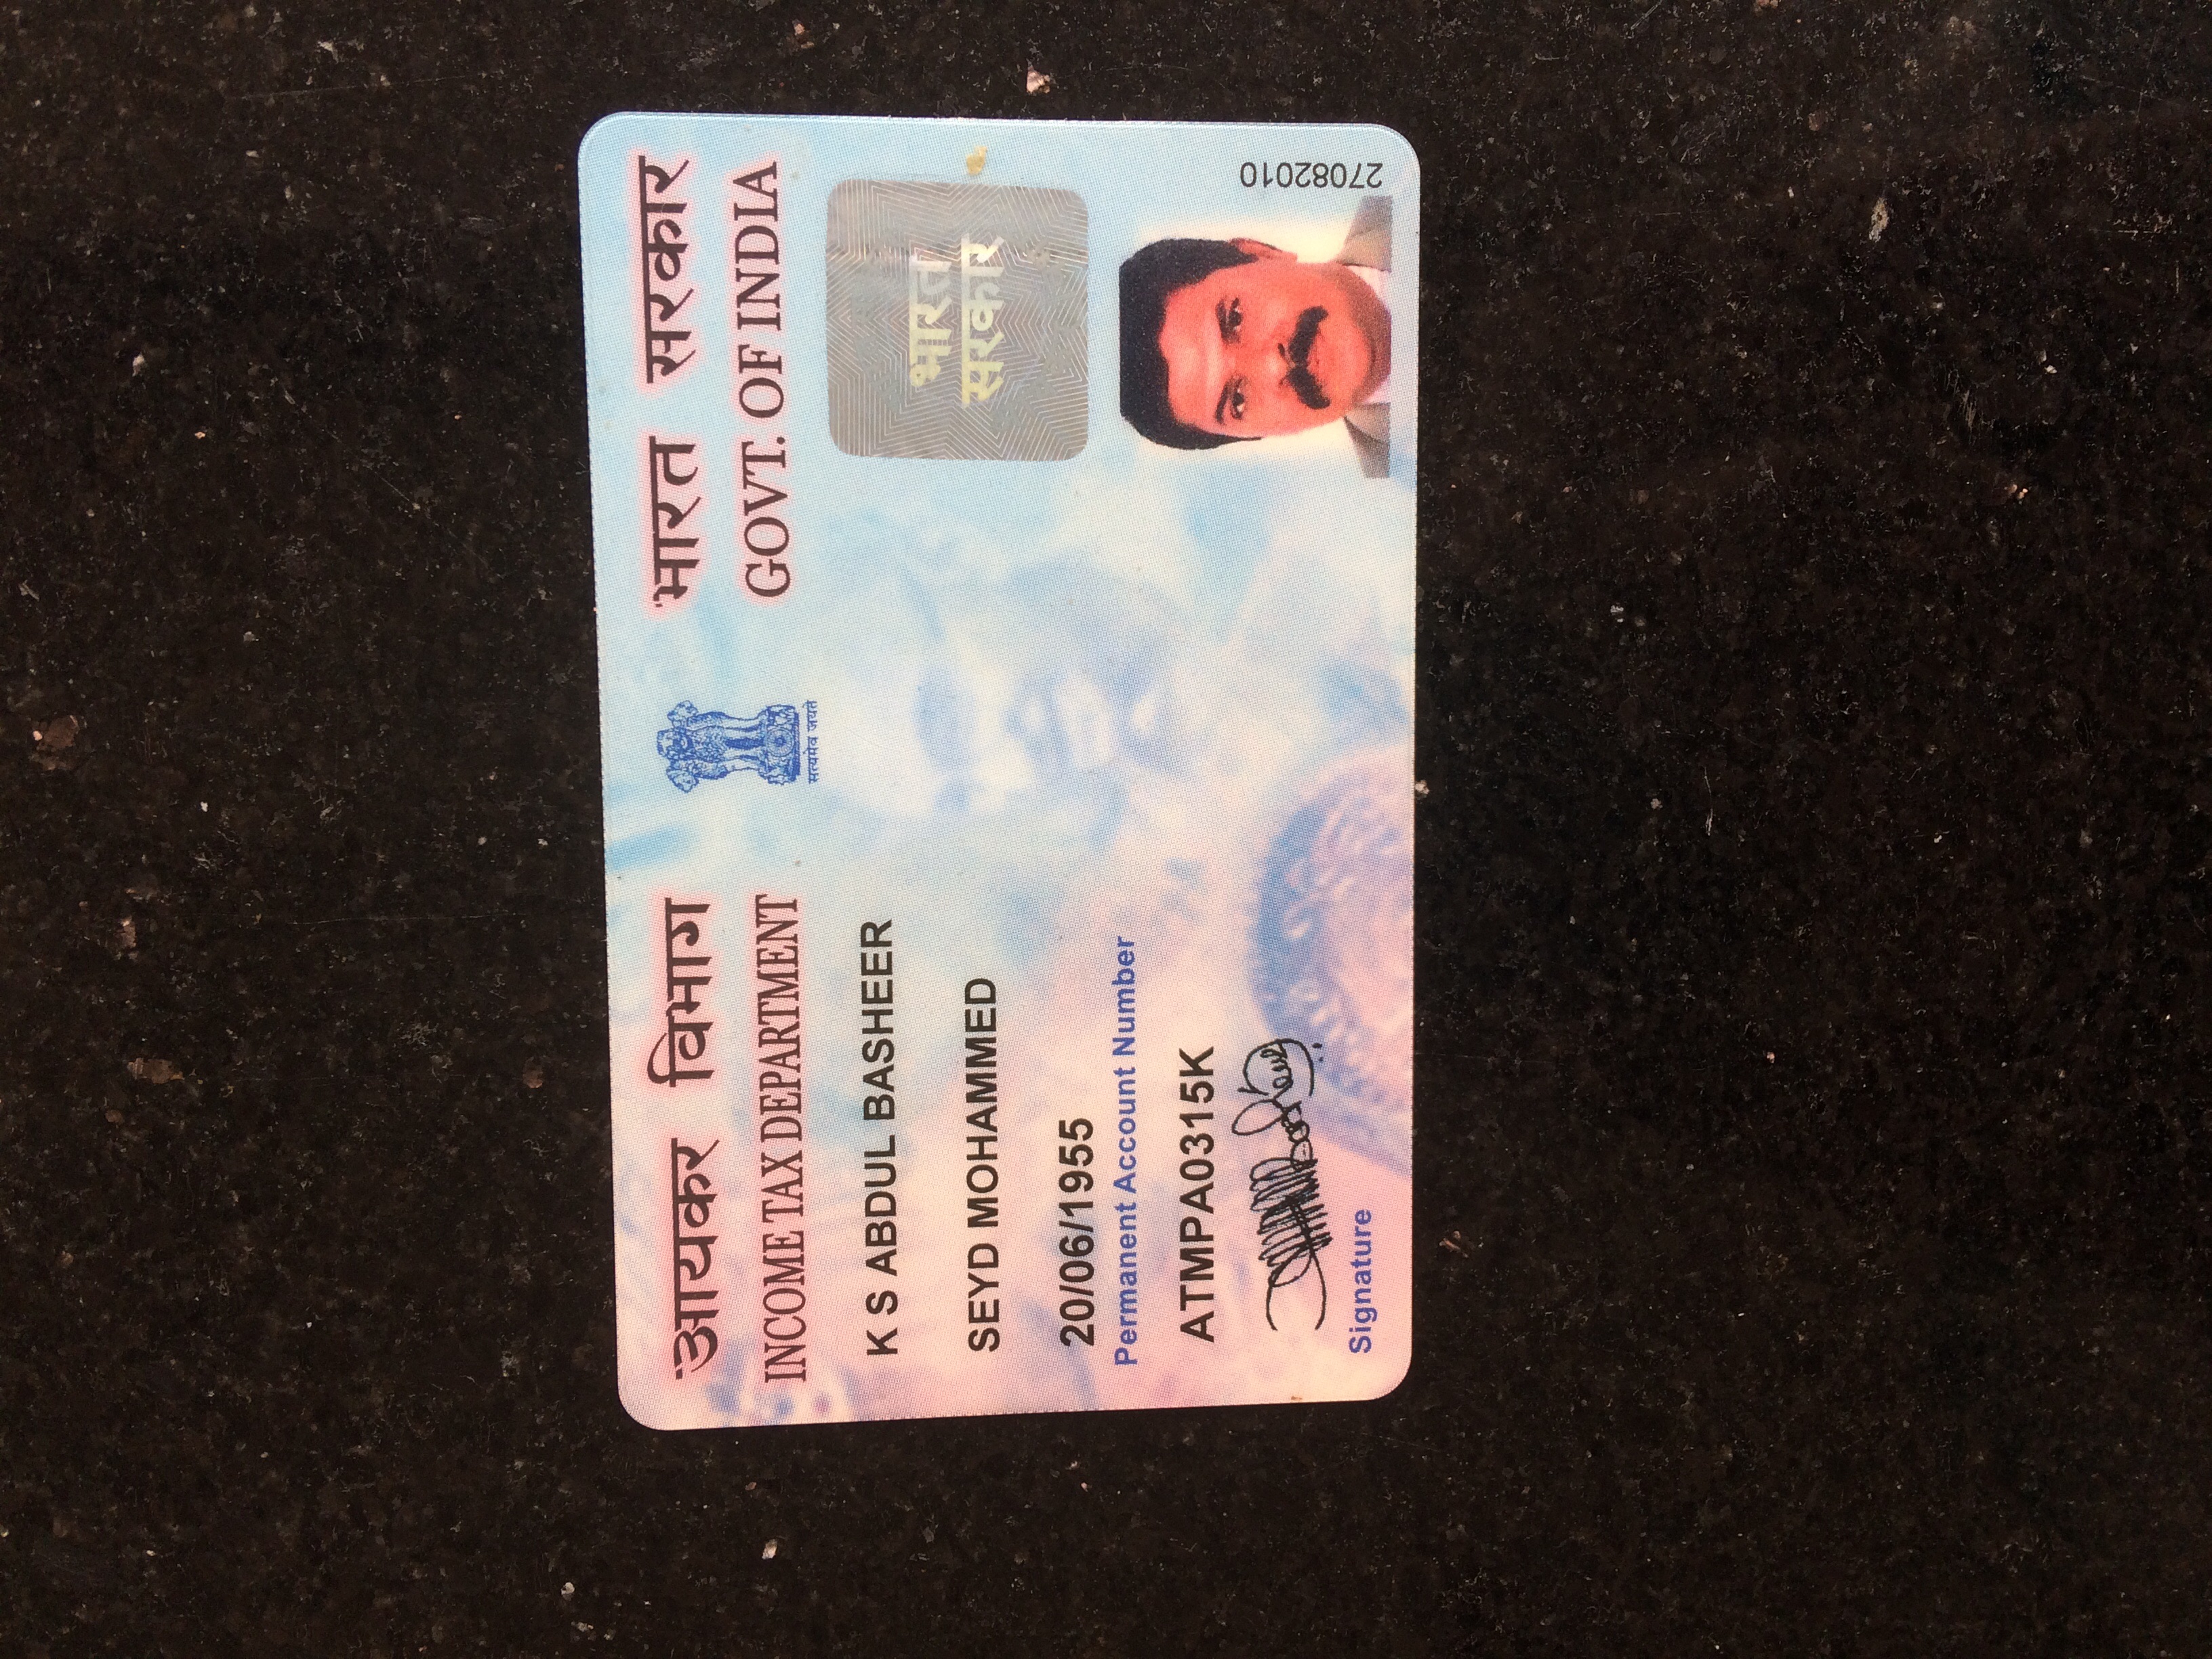 आयकर विभाग
INCOME TAX DEPARTMENT
सत्यमेव जयते
भारत सरकार
GOVT. OF INDIA
K S ABDUL BASHEER
SEYD MOHAMMED
20/06/1955
Permanent Account Number
ATMPA0315K
Signature
भारत
सरकार
27082010